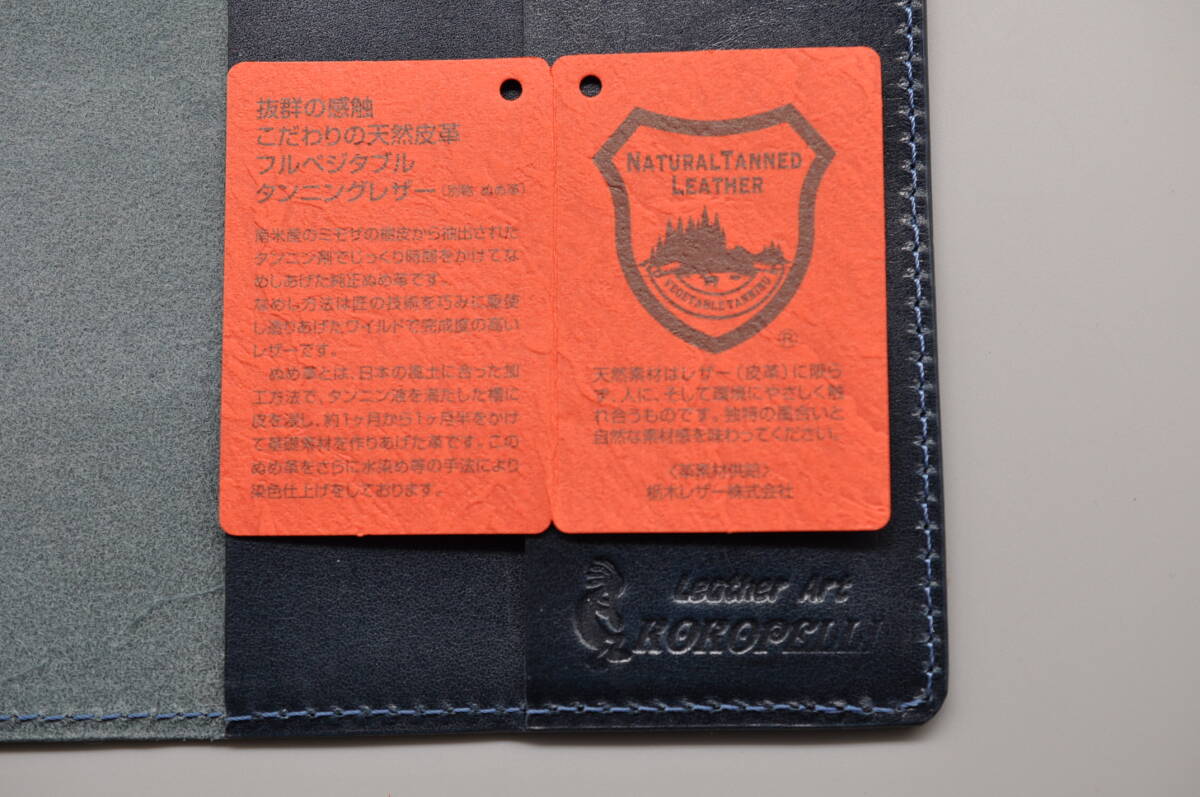 抜群の感触
こだわりの天然皮革
フルベジタブル
タンニングレザー(別称 ぬめ革)
南米産のミモザの樹皮から抽出された
タンニン剤でじっくり時間をかけてな
めしあげた純正ぬめ革です。
なめし方法は匠の技術を巧みに駆使
し造りあげたワイルドで完成度の高い
レザーです。
ぬめ革とは、日本の風土に合った加
工方法で、タンニン液を満たした槽に
皮を浸し、約1ヶ月から1ヶ月半をかけ
て基礎素材を作りあげた革です。この
ぬめ革をさらに水染め等の手法により
染色仕上げをしております。
NATURAL TANNED
LEATHER
VEGETABLE TANNING
®
天然素材はレザー(皮革)に限ら
ず、人に、そして環境にやさしく触
れ合うものです。独特の風合いと
自然な素材感を味わってください。
〈革素材供給〉
栃木レザー株式会社
Leather Art
KOKOPELLI